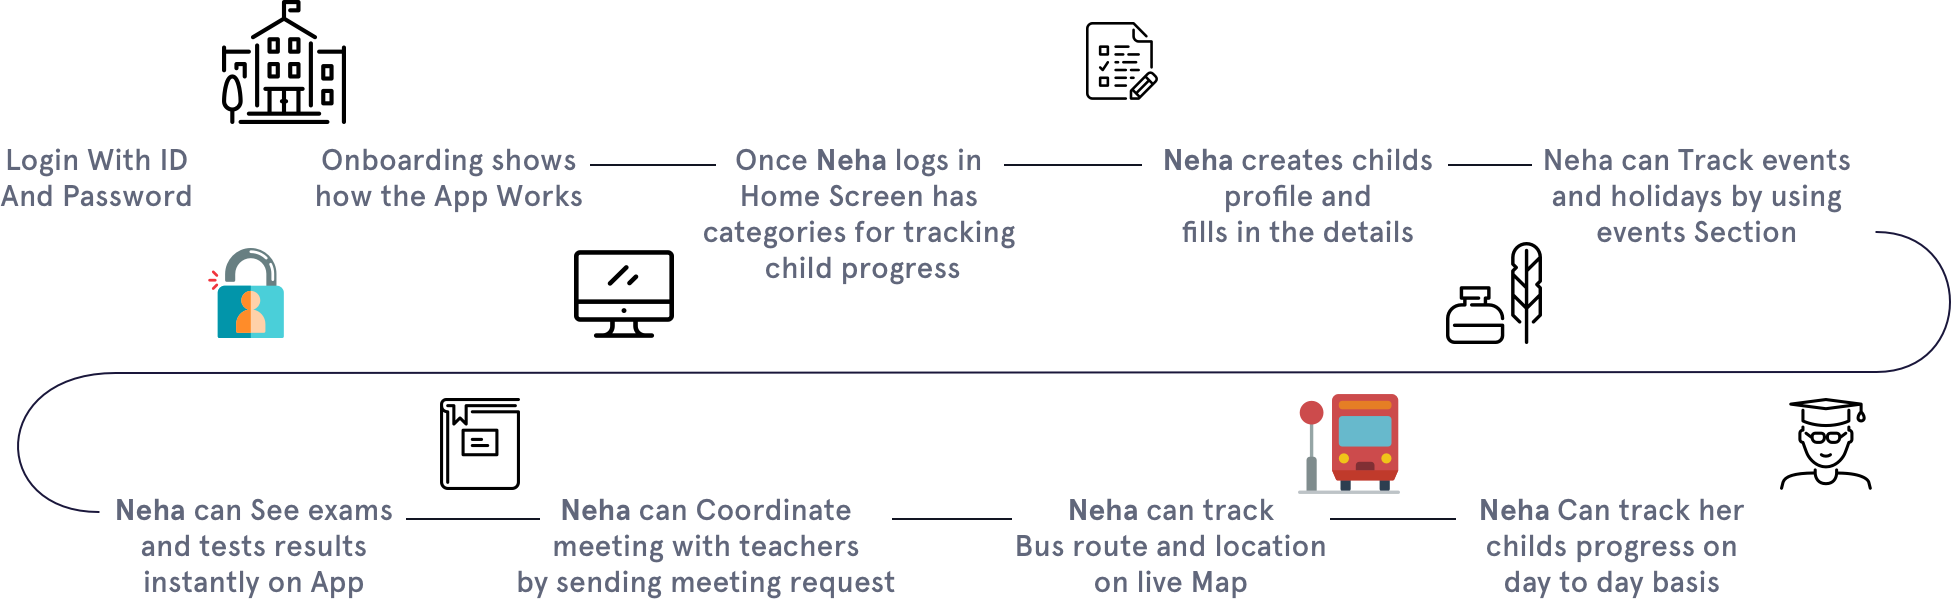 Login With ID
And Password
Onboarding shows
how the App Works
Once Neha logs in
Home Screen has
categories for tracking
child progress
Neha creates childs
profile and
fills in the details
Neha can Track events
and holidays by using
events Section
Neha can See exams
and tests results
instantly on App
Neha can Coordinate
meeting with teachers
by sending meeting request
Neha can track
Bus route and location
on live Map
Neha Can track her
childs progress on
day to day basis